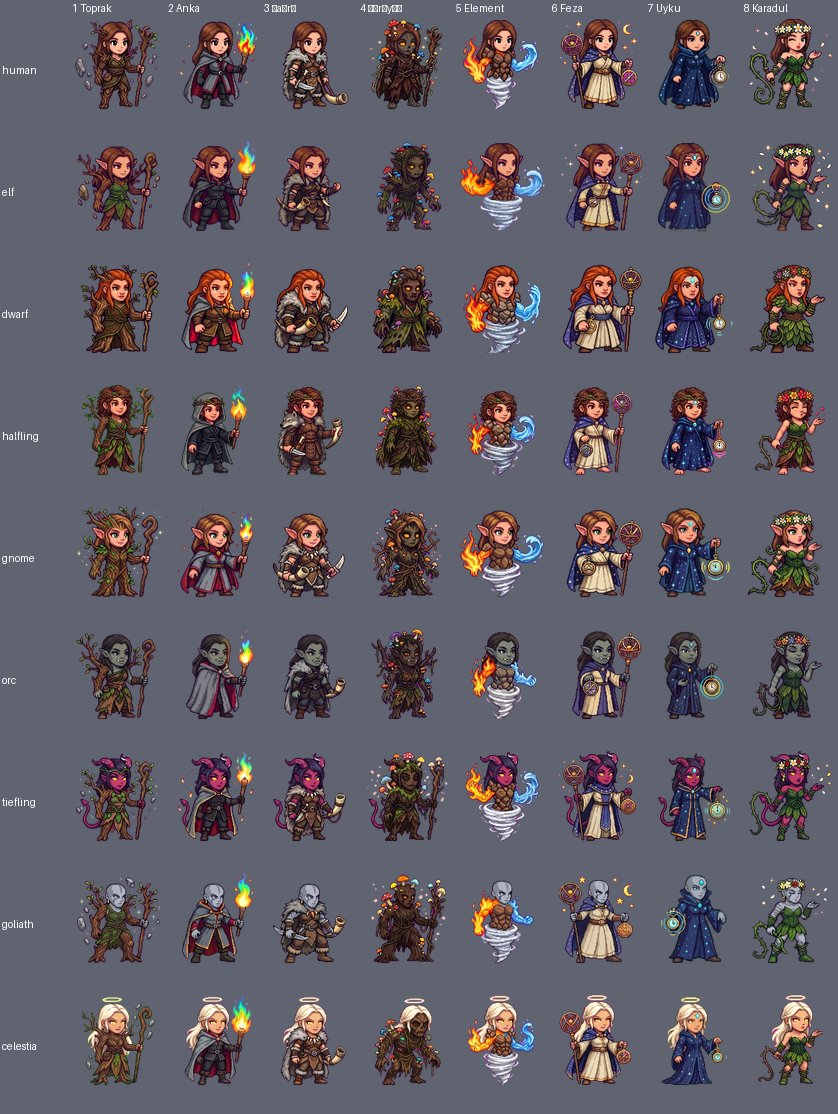 1 Toprak 2 Anka 3 4 5 Element 6 Feza 7 Uyku 8 Karadul
human
elf
dwarf
halfling
gnome
orc
tiefling
goliath
celestia